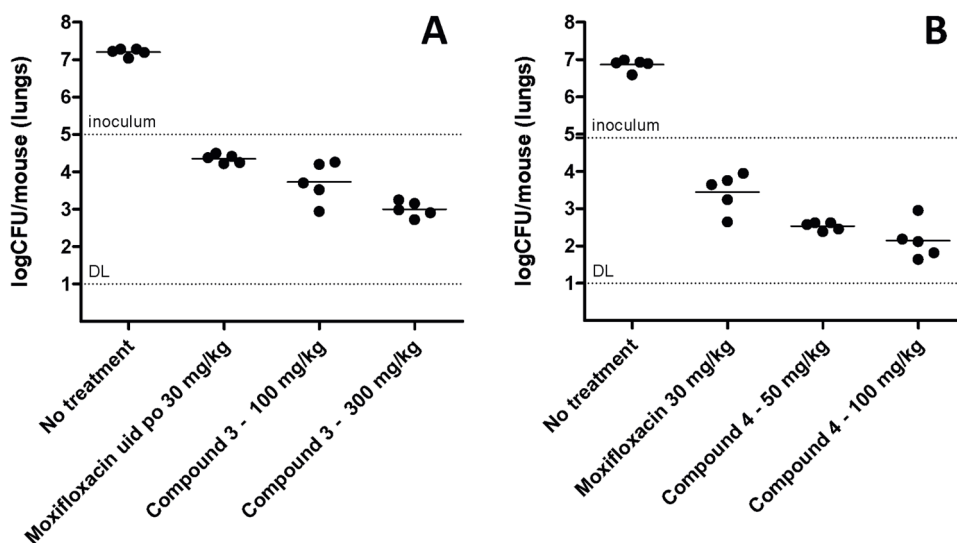 A
logCFU/mouse (lungs)
8
7
6
5
4
3
2
1
inoculum
DL
No treatment
Moxifloxacin uid po 30 mg/kg
Compound 3 - 100 mg/kg
Compound 3 - 300 mg/kg
B
logCFU/mouse (lungs)
8
7
6
5
4
3
2
1
inoculum
DL
No treatment
Moxifloxacin 30 mg/kg
Compound 4 - 50 mg/kg
Compound 4 - 100 mg/kg